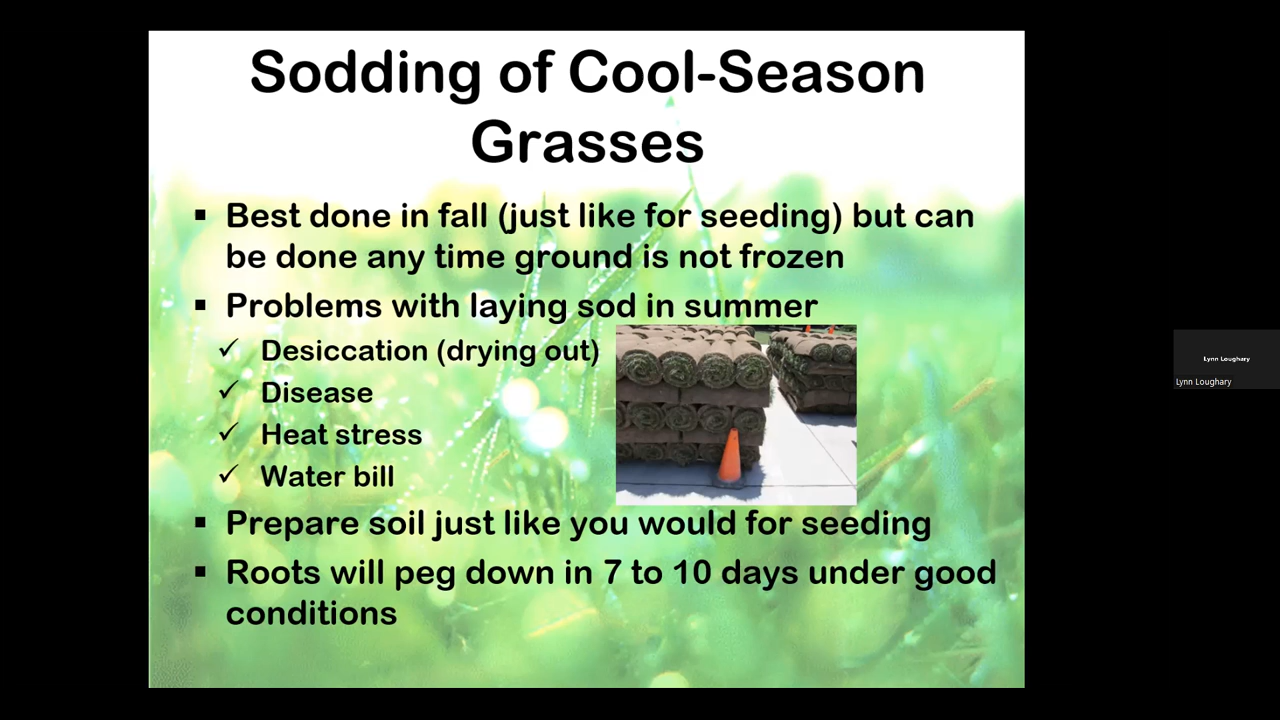 Sodding of Cool-Season
Grasses
▪ Best done in fall (just like for seeding) but can
be done any time ground is not frozen
▪ Problems with laying sod in summer
✓ Desiccation (drying out)
✓ Disease
✓ Heat stress
✓ Water bill
▪ Prepare soil just like you would for seeding
▪ Roots will peg down in 7 to 10 days under good
conditions
Lynn Loughary
Lynn Loughary